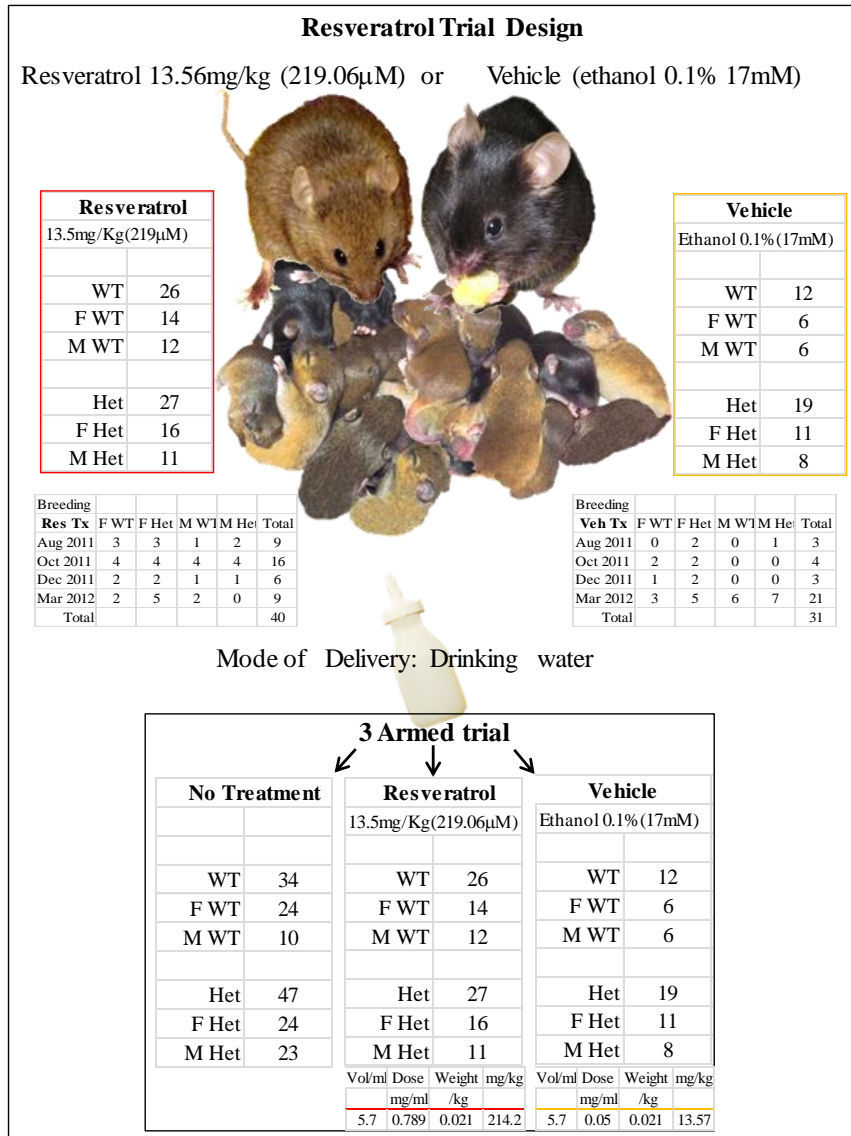 Resveratrol Trial Design
Resveratrol 13.56mg/kg (219.06µM) or Vehicle (ethanol 0.1% 17mM)
Resveratrol
13.5mg/Kg(219µM)
WT 26
F WT 14
M WT 12
Het 27
F Het 16
M Het 11
Vehicle
Ethanol 0.1% (17mM)
WT 12
F WT 6
M WT 6
Het 19
F Het 11
M Het 8
Breeding
Res Tx F WT F Het M WT M Het Total
Aug 2011 3 3 1 2 9
Oct 2011 4 4 4 4 16
Dec 2011 2 2 1 1 6
Mar 2012 2 5 2 0 9
Total 40
Breeding
Veh Tx F WT F Het M WT M Het Total
Aug 2011 0 2 0 1 3
Oct 2011 2 2 0 0 4
Dec 2011 1 2 0 0 3
Mar 2012 3 5 6 7 21
Total 31
Mode of Delivery: Drinking water
3 Armed trial
No Treatment
WT 34
F WT 24
M WT 10
Het 47
F Het 24
M Het 23
Resveratrol
13.5mg/Kg(219.06µM)
WT 26
F WT 14
M WT 12
Het 27
F Het 16
M Het 11
Vol/ml Dose Weight mg/kg
mg/ml /kg
5.7 0.789 0.021 214.2
Vehicle
Ethanol 0.1% (17mM)
WT 12
F WT 6
M WT 6
Het 19
F Het 11
M Het 8
Vol/ml Dose Weight mg/kg
mg/ml /kg
5.7 0.05 0.021 13.57